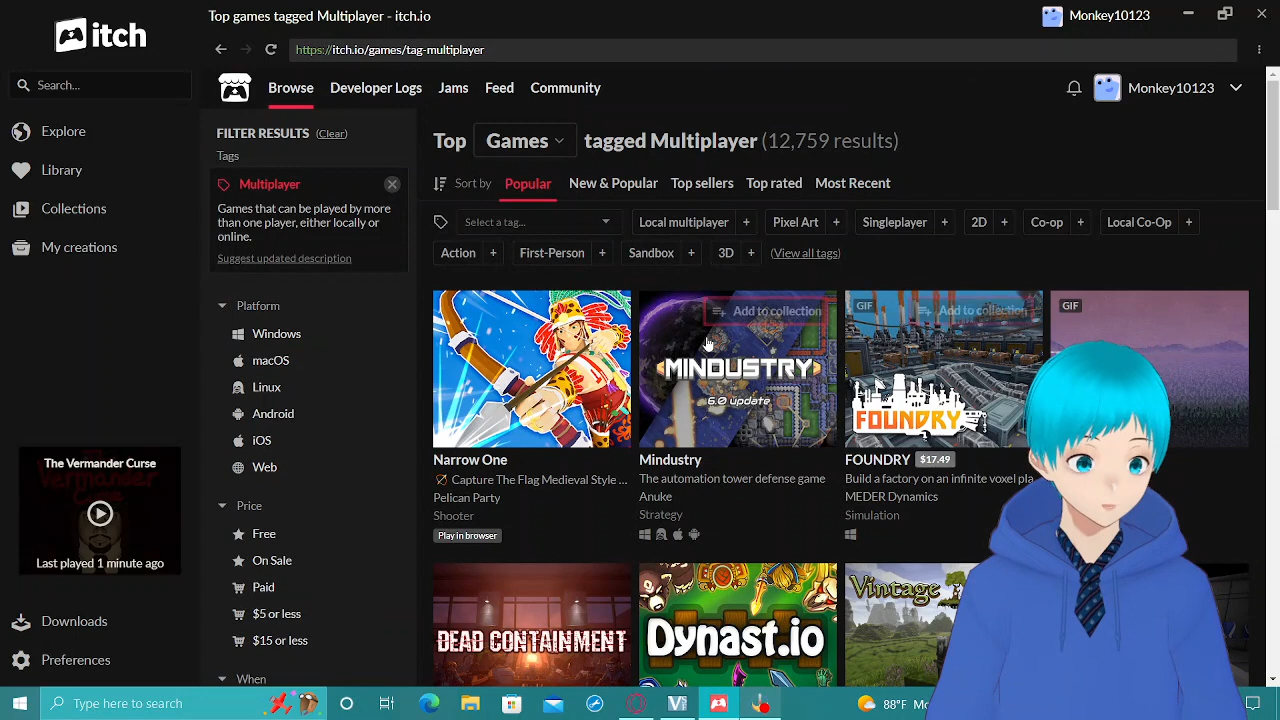 Top games tagged Multiplayer - itch.io
Monkey10123
itch
https://itch.io/games/tag-multiplayer
Search...
Browse
Developer Logs
Jams
Feed
Community
Monkey10123
Explore
Library
Collections
My creations
The Vermander Curse
Last played 1 minute ago
Downloads
Preferences
FILTER RESULTS (Clear)
Tags
Multiplayer
Games that can be played by more
than one player, either locally or
online.
Suggest updated description
Platform
Windows
macOS
Linux
Android
iOS
Web
Price
Free
On Sale
Paid
$5 or less
$15 or less
When
Top Games tagged Multiplayer (12,759 results)
Sort by Popular New & Popular Top sellers Top rated Most Recent
Select a tag... Local multiplayer + Pixel Art + Singleplayer + 2D + Co-op + Local Co-Op +
Action + First-Person + Sandbox + 3D + (View all tags)
Narrow One
Capture The Flag Medieval Style ...
Pelican Party
Shooter
Play in browser
Add to collection
MINDUSTRY
6.0 update
Mindustry
The automation tower defense game
Anuke
Strategy
GIF
Add to collection
FOUNDRY
FOUNDRY $17.49
Build a factory on an infinite voxel pla
MEDER Dynamics
Simulation
GIF
DEAD CONTAINMENT
Dynast.io
Vintage
Type here to search
88°F